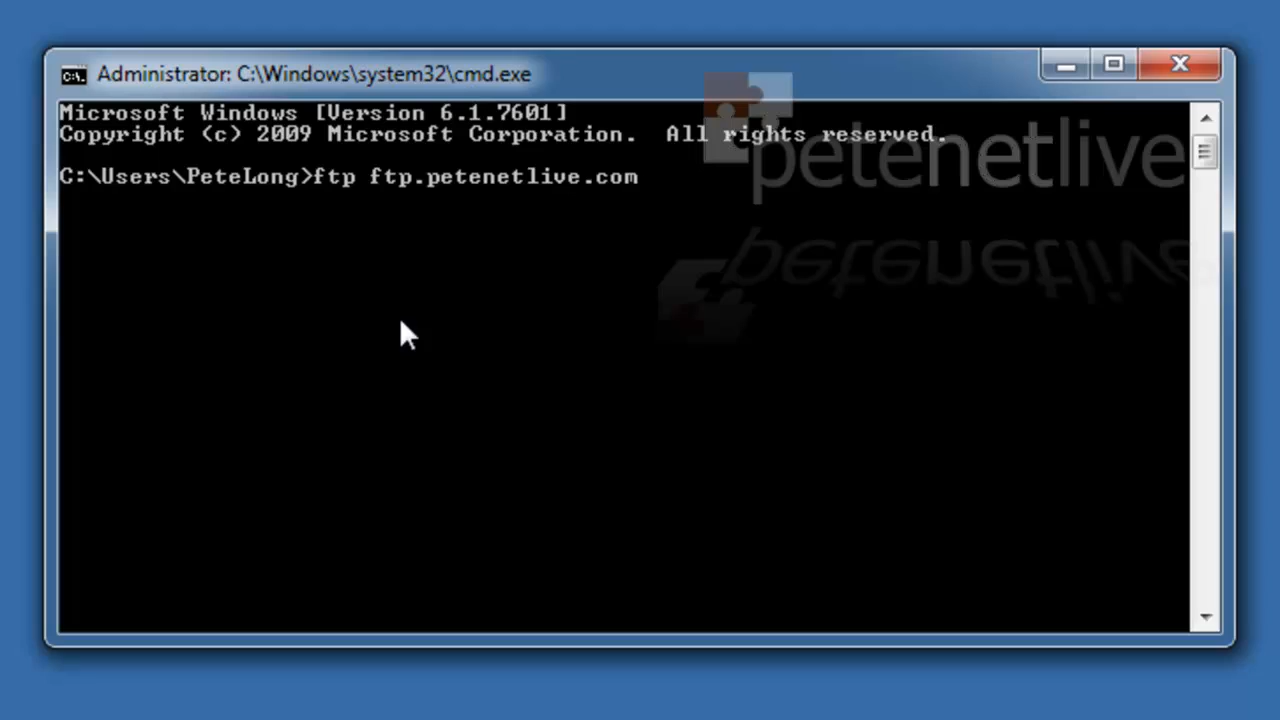 Administrator: C:\Windows\system32\cmd.exe
Microsoft Windows [Version 6.1.7601]
Copyright (c) 2009 Microsoft Corporation.  All rights reserved.
petenetlive
C:\Users\PeteLong>ftp ftp.petenetlive.com
petenetlive